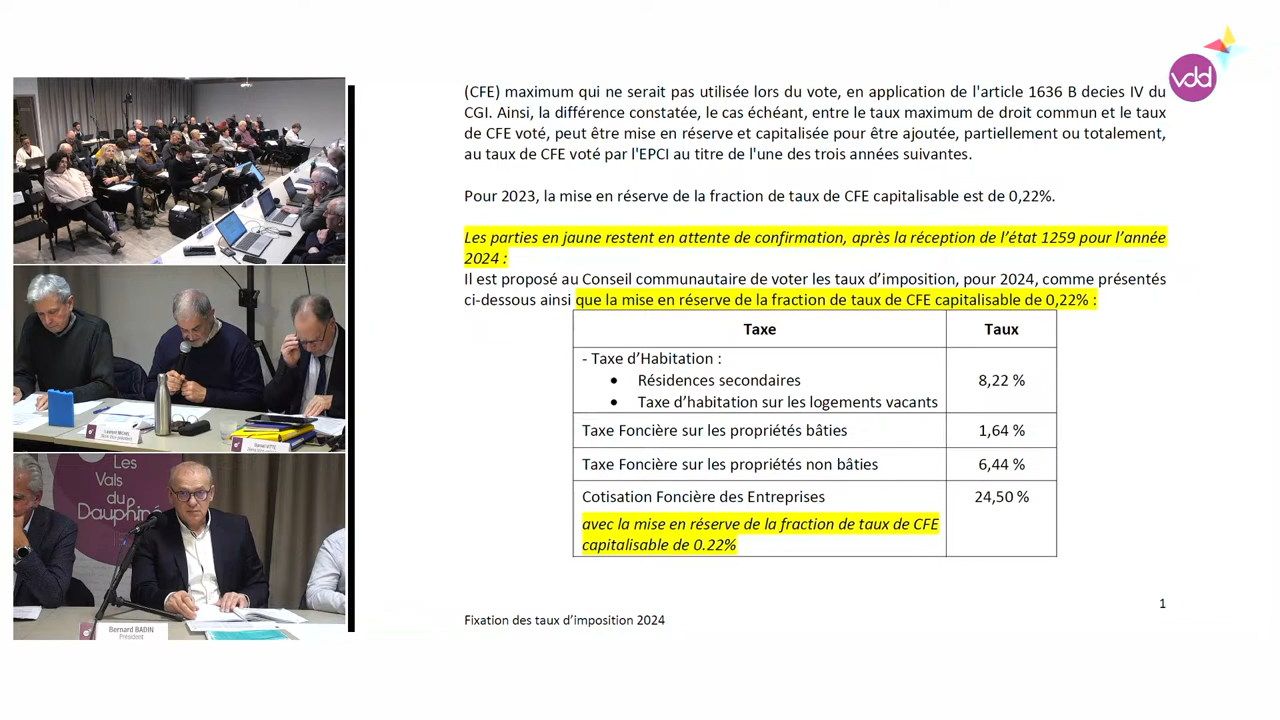 vdd
(CFE) maximum qui ne serait pas utilisée lors du vote, en application de l'article 1636 B decies IV du
CGI. Ainsi, la différence constatée, le cas échéant, entre le taux maximum de droit commun et le taux
de CFE voté, peut être mise en réserve et capitalisée pour être ajoutée, partiellement ou totalement,
au taux de CFE voté par l'EPCI au titre de l'une des trois années suivantes.
Pour 2023, la mise en réserve de la fraction de taux de CFE capitalisable est de 0,22%.
Les parties en jaune restent en attente de confirmation, après la réception de l’état 1259 pour l’année
2024 :
Il est proposé au Conseil communautaire de voter les taux d’imposition, pour 2024, comme présentés
ci-dessous ainsi que la mise en réserve de la fraction de taux de CFE capitalisable de 0,22% :
Taxe Taux
- Taxe d’Habitation :
• Résidences secondaires 8,22 %
• Taxe d’habitation sur les logements vacants
Taxe Foncière sur les propriétés bâties 1,64 %
Taxe Foncière sur les propriétés non bâties 6,44 %
Cotisation Foncière des Entreprises 24,50 %
avec la mise en réserve de la fraction de taux de CFE
capitalisable de 0.22%
1
Fixation des taux d’imposition 2024
Les
Vals
du
Dauphiné
Bernard BADIN
Président